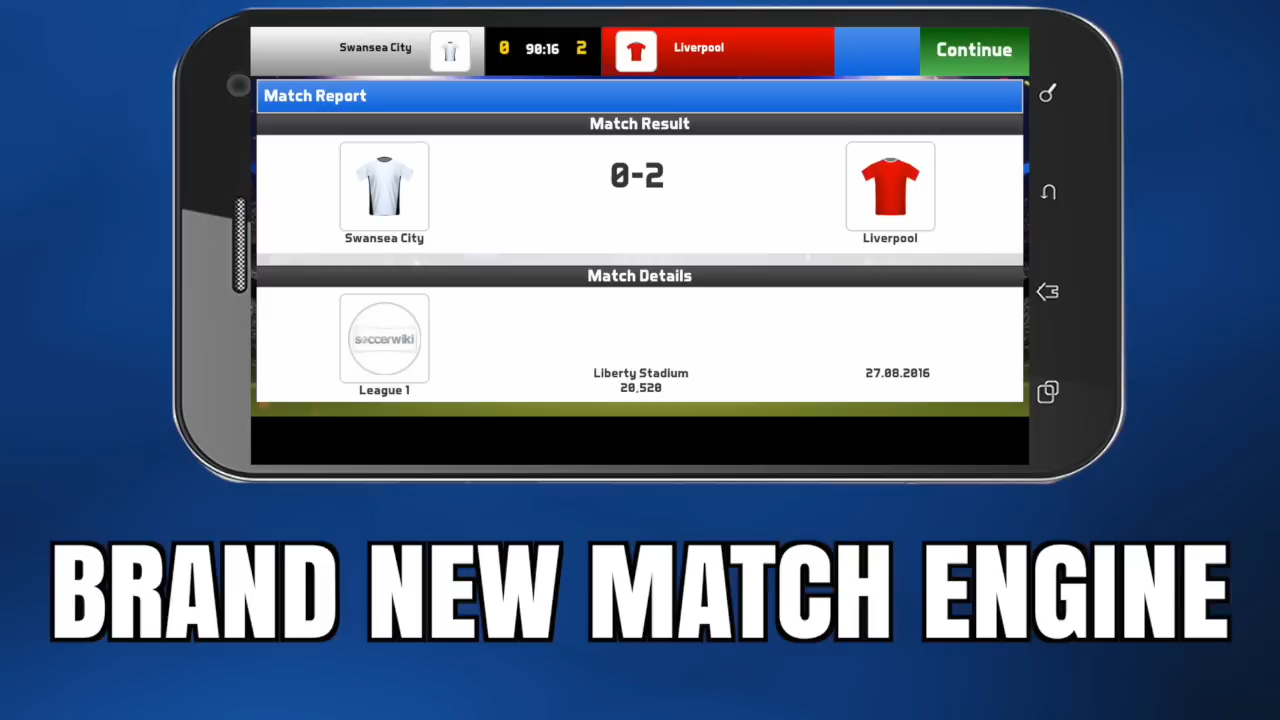 Swansea City 0 90:16 2 Liverpool Continue
Match Report
Match Result
0-2
Swansea City Liverpool
Match Details
soccerwiki
League 1
Liberty Stadium
20,520
27.08.2016
BRAND NEW MATCH ENGINE